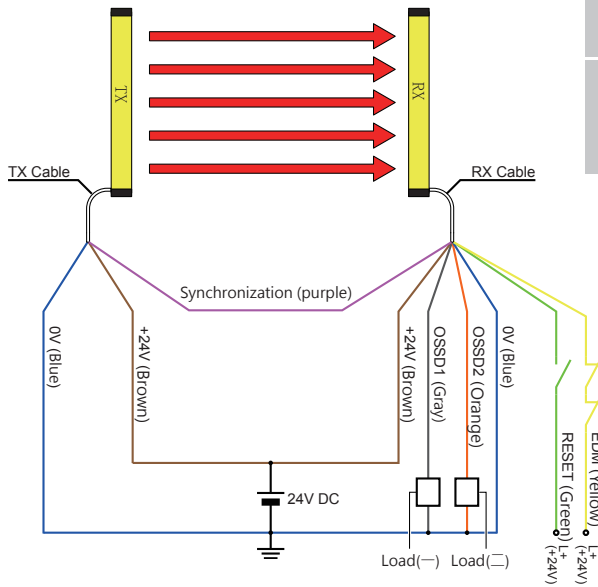 TX
RX
TX Cable
RX Cable
Synchronization (purple)
0V (Blue)
+24V (Brown)
+24V (Brown)
OSSD1 (Gray)
OSSD2 (Orange)
0V (Blue)
RESET (Green)
EDM (Yellow)
24V DC
Load(一)
Load(二)
L+
(+24V)
L+
(+24V)